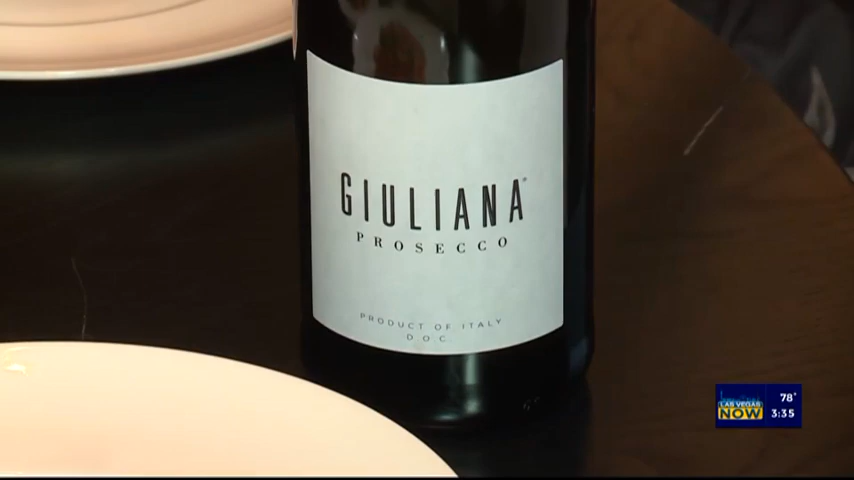 GIULIANA
PROSECCO
PRODUCT OF ITALY
D.O.C.
LAS VEGAS
NOW
78°
3:35